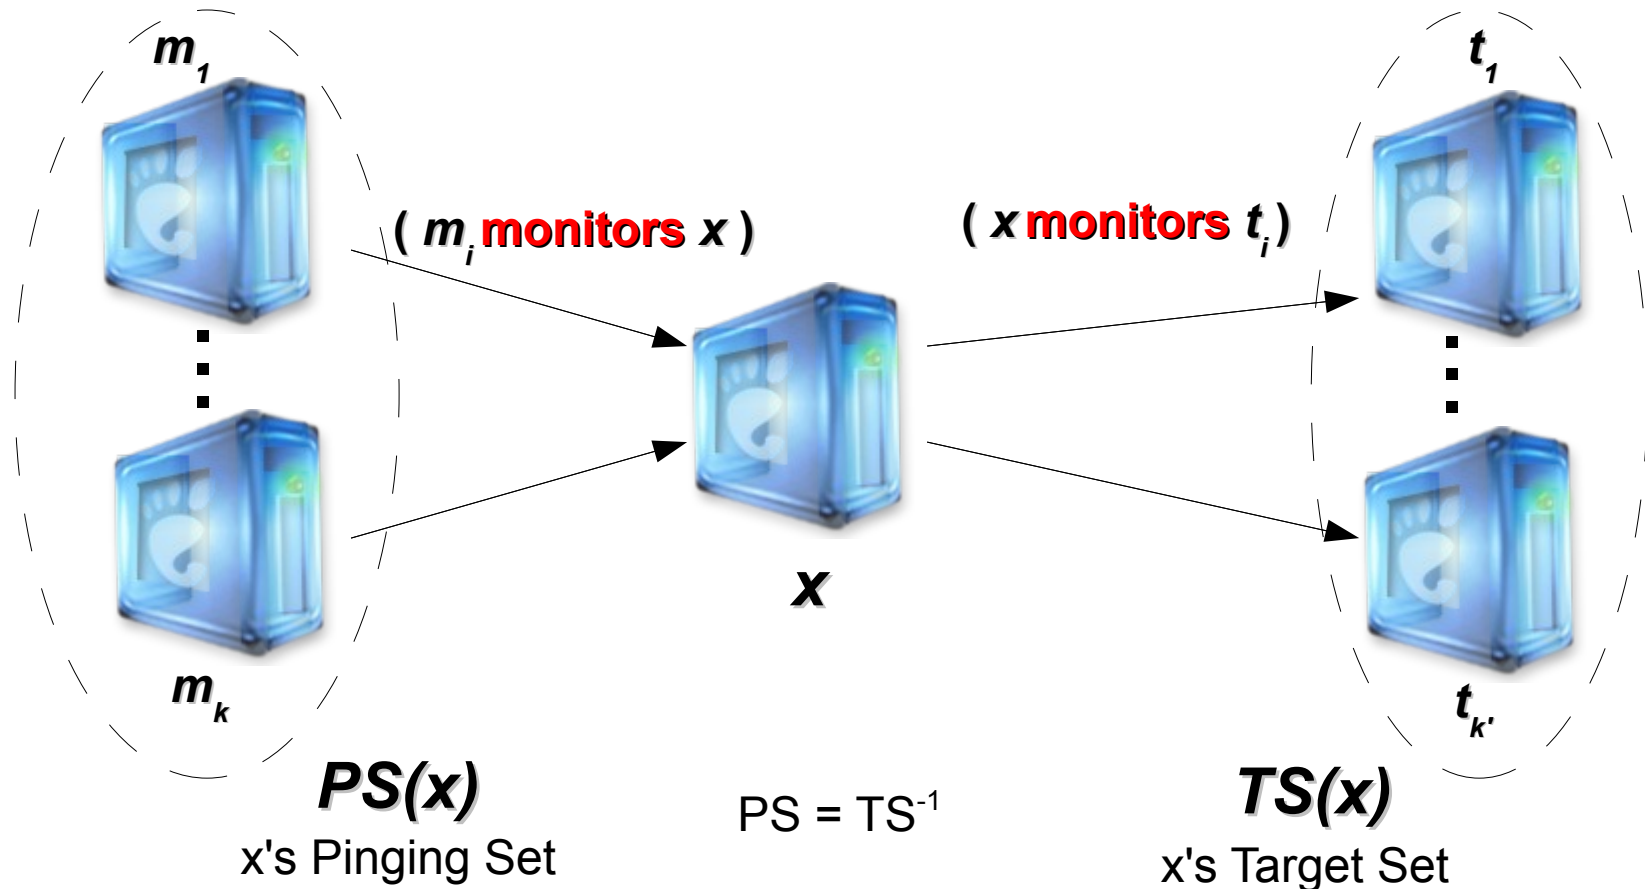 m₁
t₁
( mᵢ monitors x )
( x monitors tᵢ)
x
mₖ
tₖ'
PS(x)
x's Pinging Set
PS = TS⁻¹
TS(x)
x's Target Set